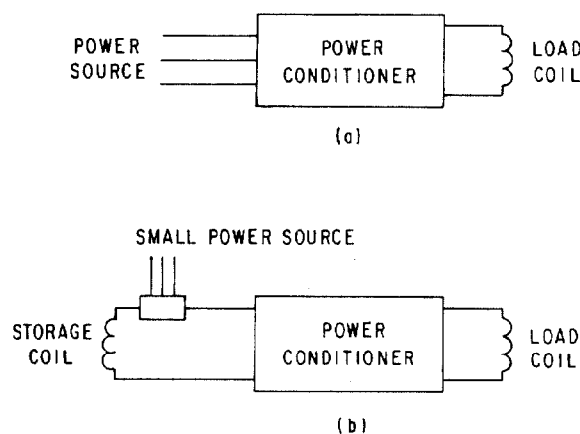 POWER
SOURCE
POWER
CONDITIONER
LOAD
COIL
(a)
SMALL POWER SOURCE
STORAGE
COIL
POWER
CONDITIONER
LOAD
COIL
(b)